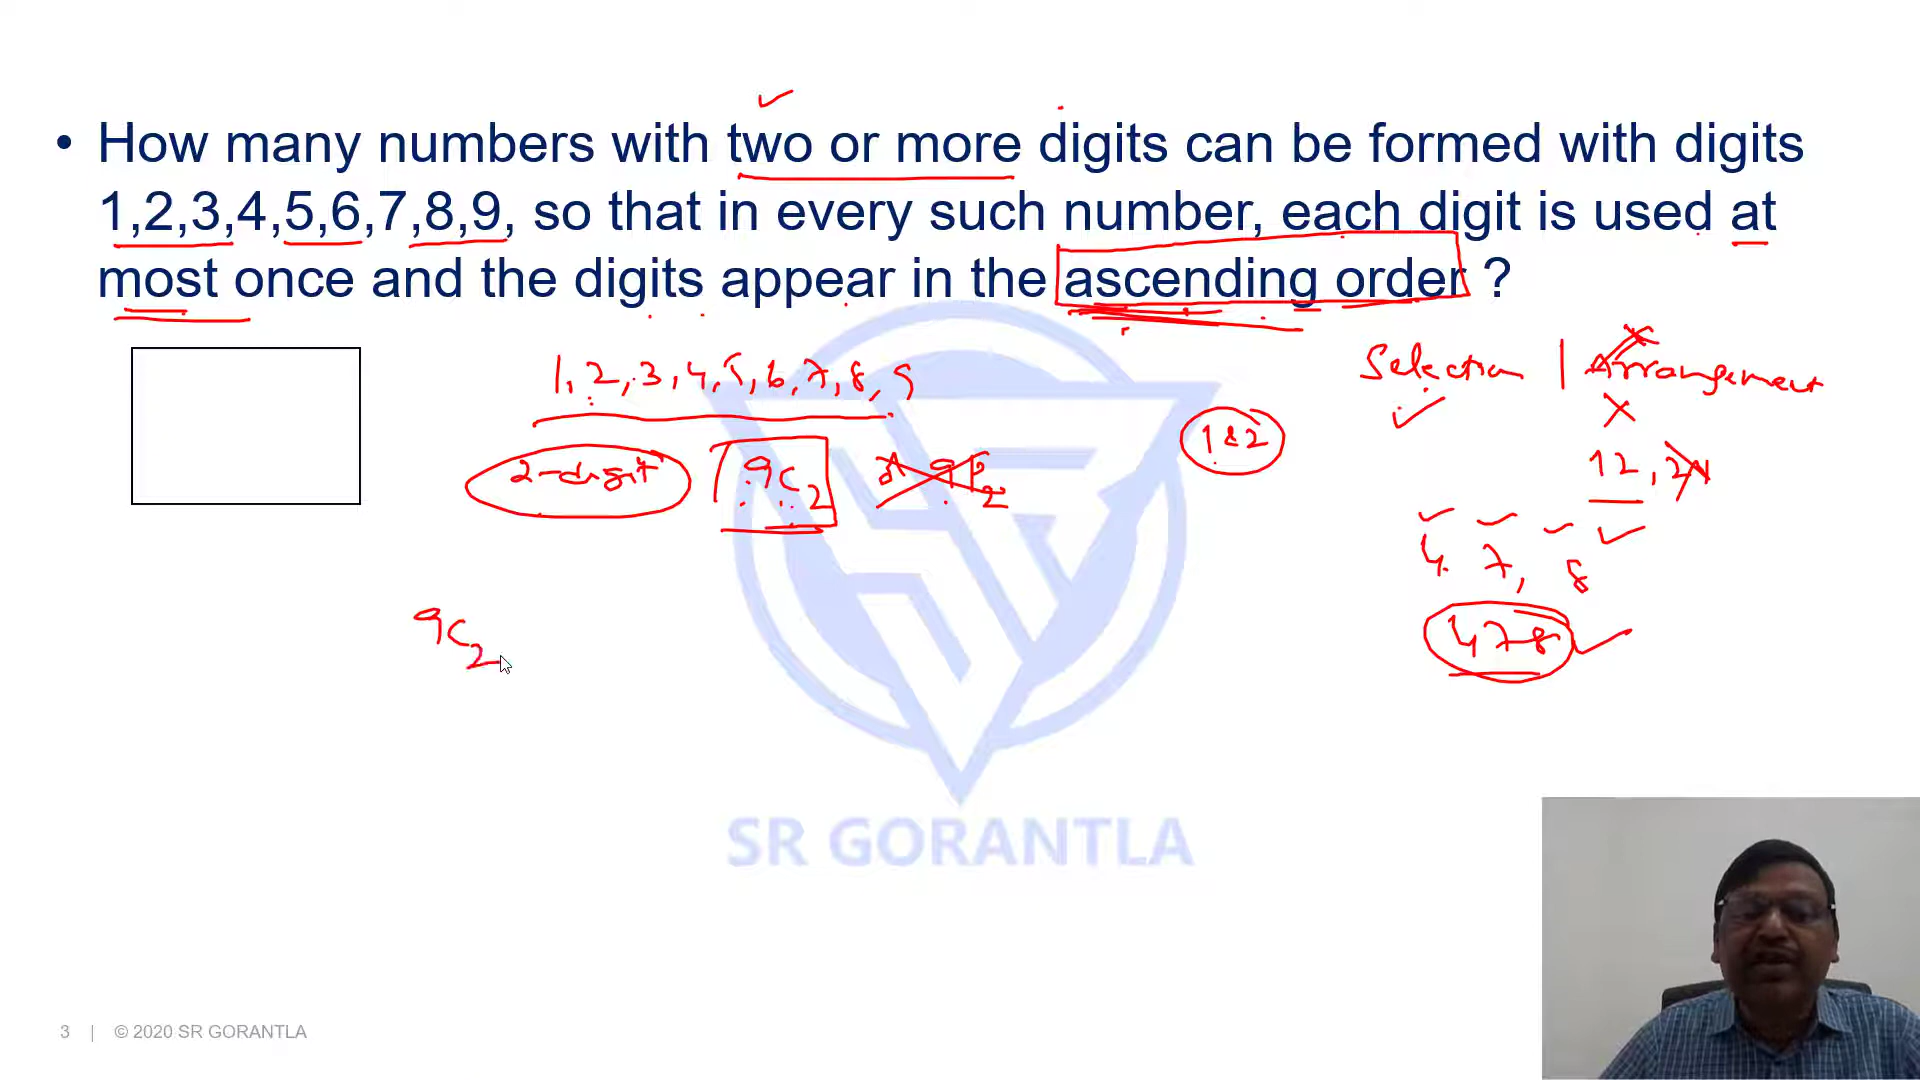 • How many numbers with two or more digits can be formed with digits
1,2,3,4,5,6,7,8,9, so that in every such number, each digit is used at
most once and the digits appear in the ascending order ?
1, 2, 3, 4, 5, 6, 7, 8, 9
Selection | Arrangement
2-digit 9C2 9P2
1 & 2
12, 21
4 7, 8
478
9C2
SR GORANTLA
3 | © 2020 SR GORANTLA